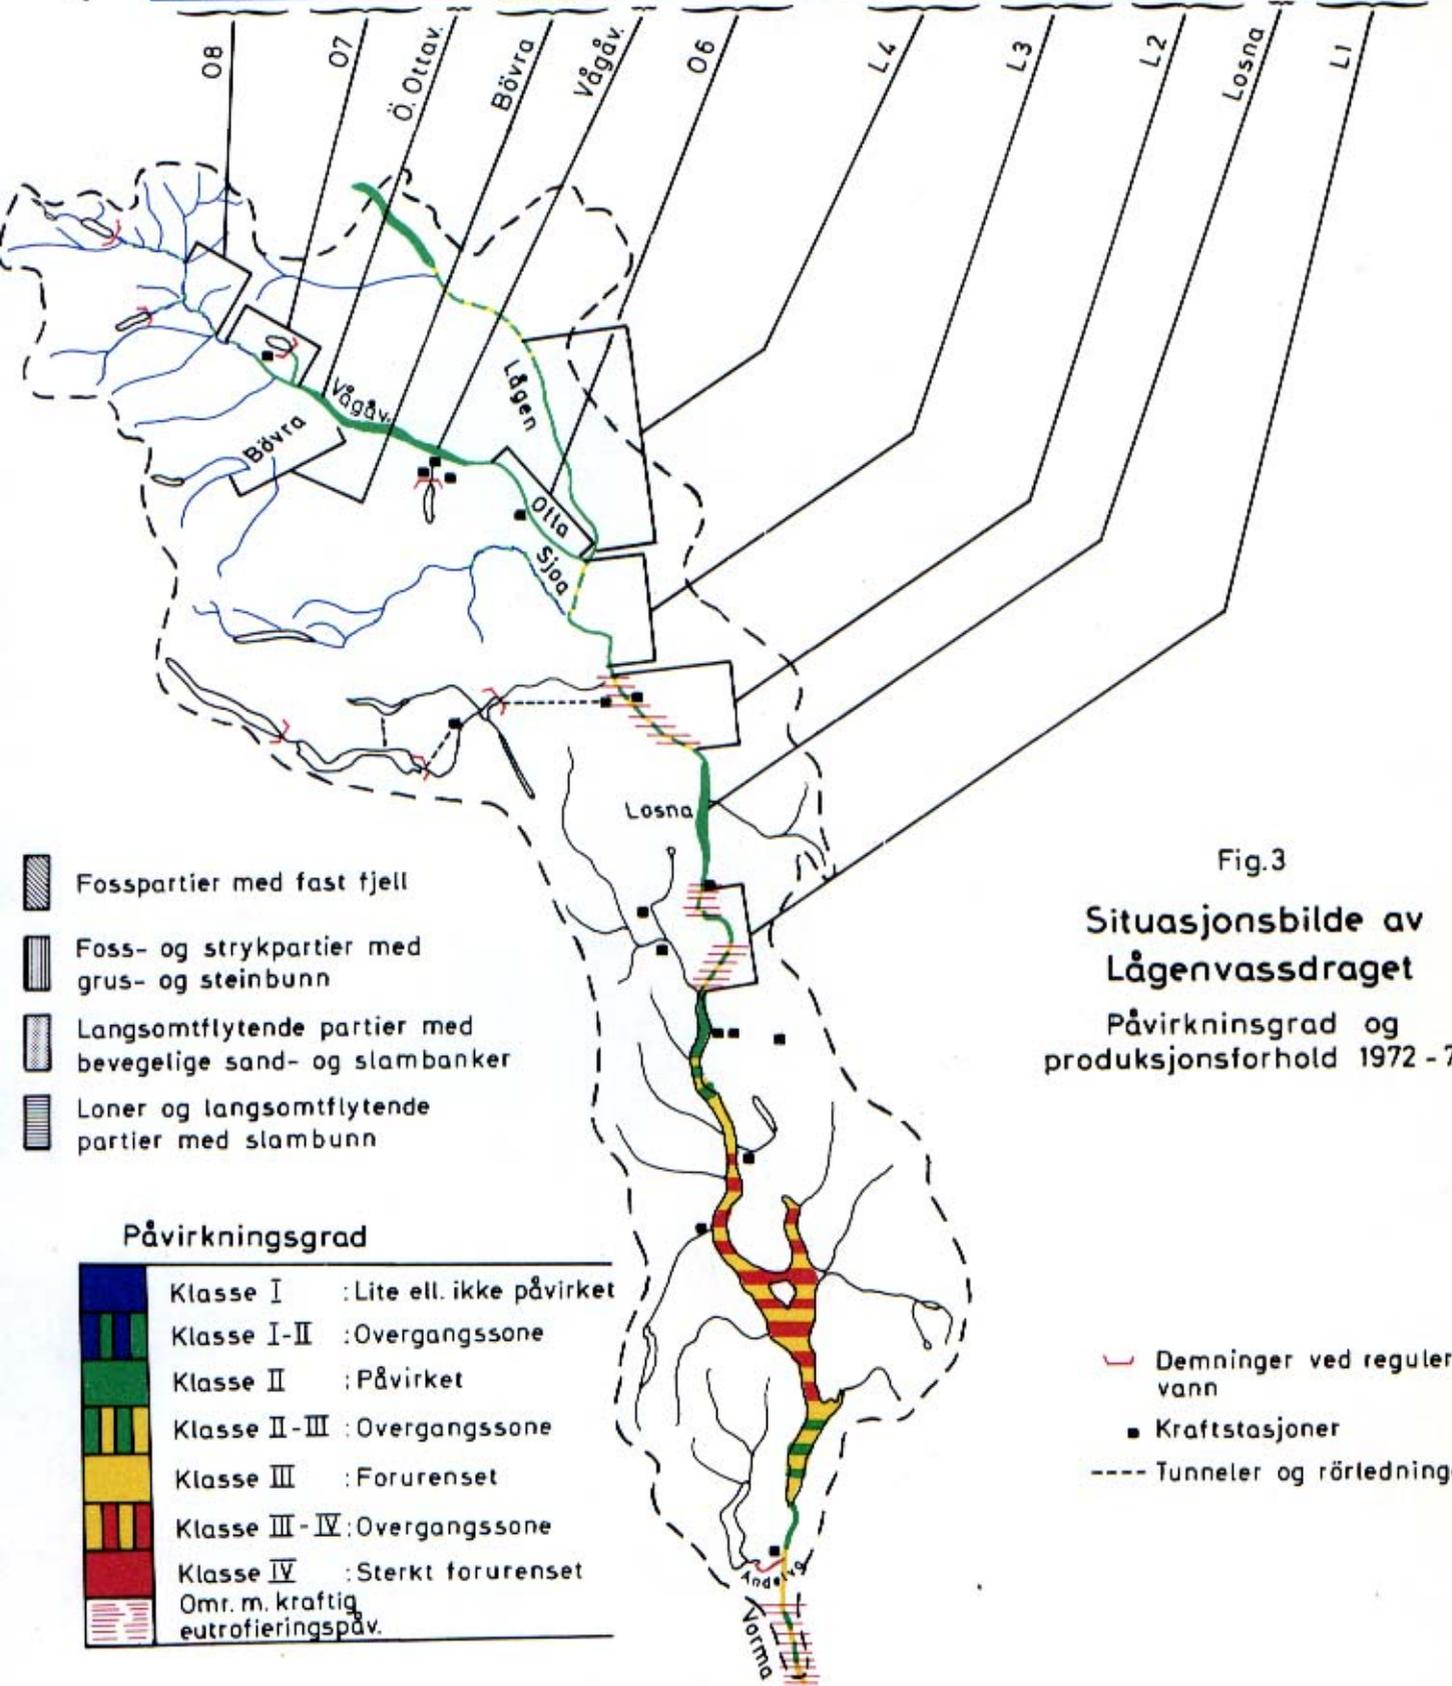 O8
O7
Ö. Ottav.
Bövra
Vågåv.
O6
L4
L3
L2
Losna
L1
Lågen
Vågåv.
Bövra
Otta
Sjoa
Losna
Fosspartier med fast fjell
Foss- og strykpartier med
grus- og steinbunn
Langsomtflytende partier med
bevegelige sand- og slambanker
Loner og langsomtflytende
partier med slambunn
Fig.3
Situasjonsbilde av
Lågenvassdraget
Påvirkninsgrad og
produksjonsforhold 1972-7
Påvirkningsgrad
Klasse I : Lite ell. ikke påvirket
Klasse I-II : Overgangssone
Klasse II : Påvirket
Klasse II-III : Overgangssone
Klasse III : Forurenset
Klasse III-IV : Overgangssone
Klasse IV : Sterkt forurenset
Omr. m. kraftig
eutrofieringspåv.
Demninger ved reguler
vann
Kraftstasjoner
Tunneler og rörledning
Vorma